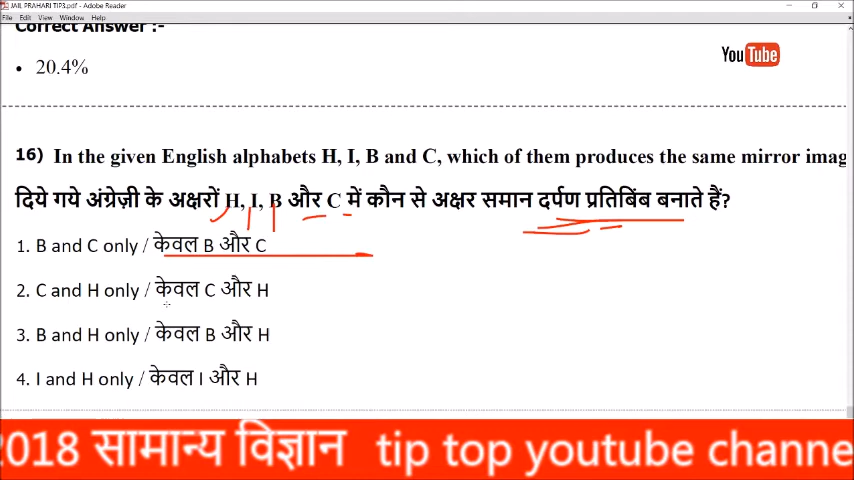 JAIL PRAHARI TIP3.pdf - Adobe Reader
File Edit View Window Help
Correct Answer :-
• 20.4%
YouTube
16) In the given English alphabets H, I, B and C, which of them produces the same mirror imag
दिये गये अंग्रेज़ी के अक्षरों H, I, B और C में कौन से अक्षर समान दर्पण प्रतिबिंब बनाते हैं?
1. B and C only / केवल B और C
2. C and H only / केवल C और H
3. B and H only / केवल B और H
4. I and H only / केवल I और H
2018 सामान्य विज्ञान tip top youtube channe